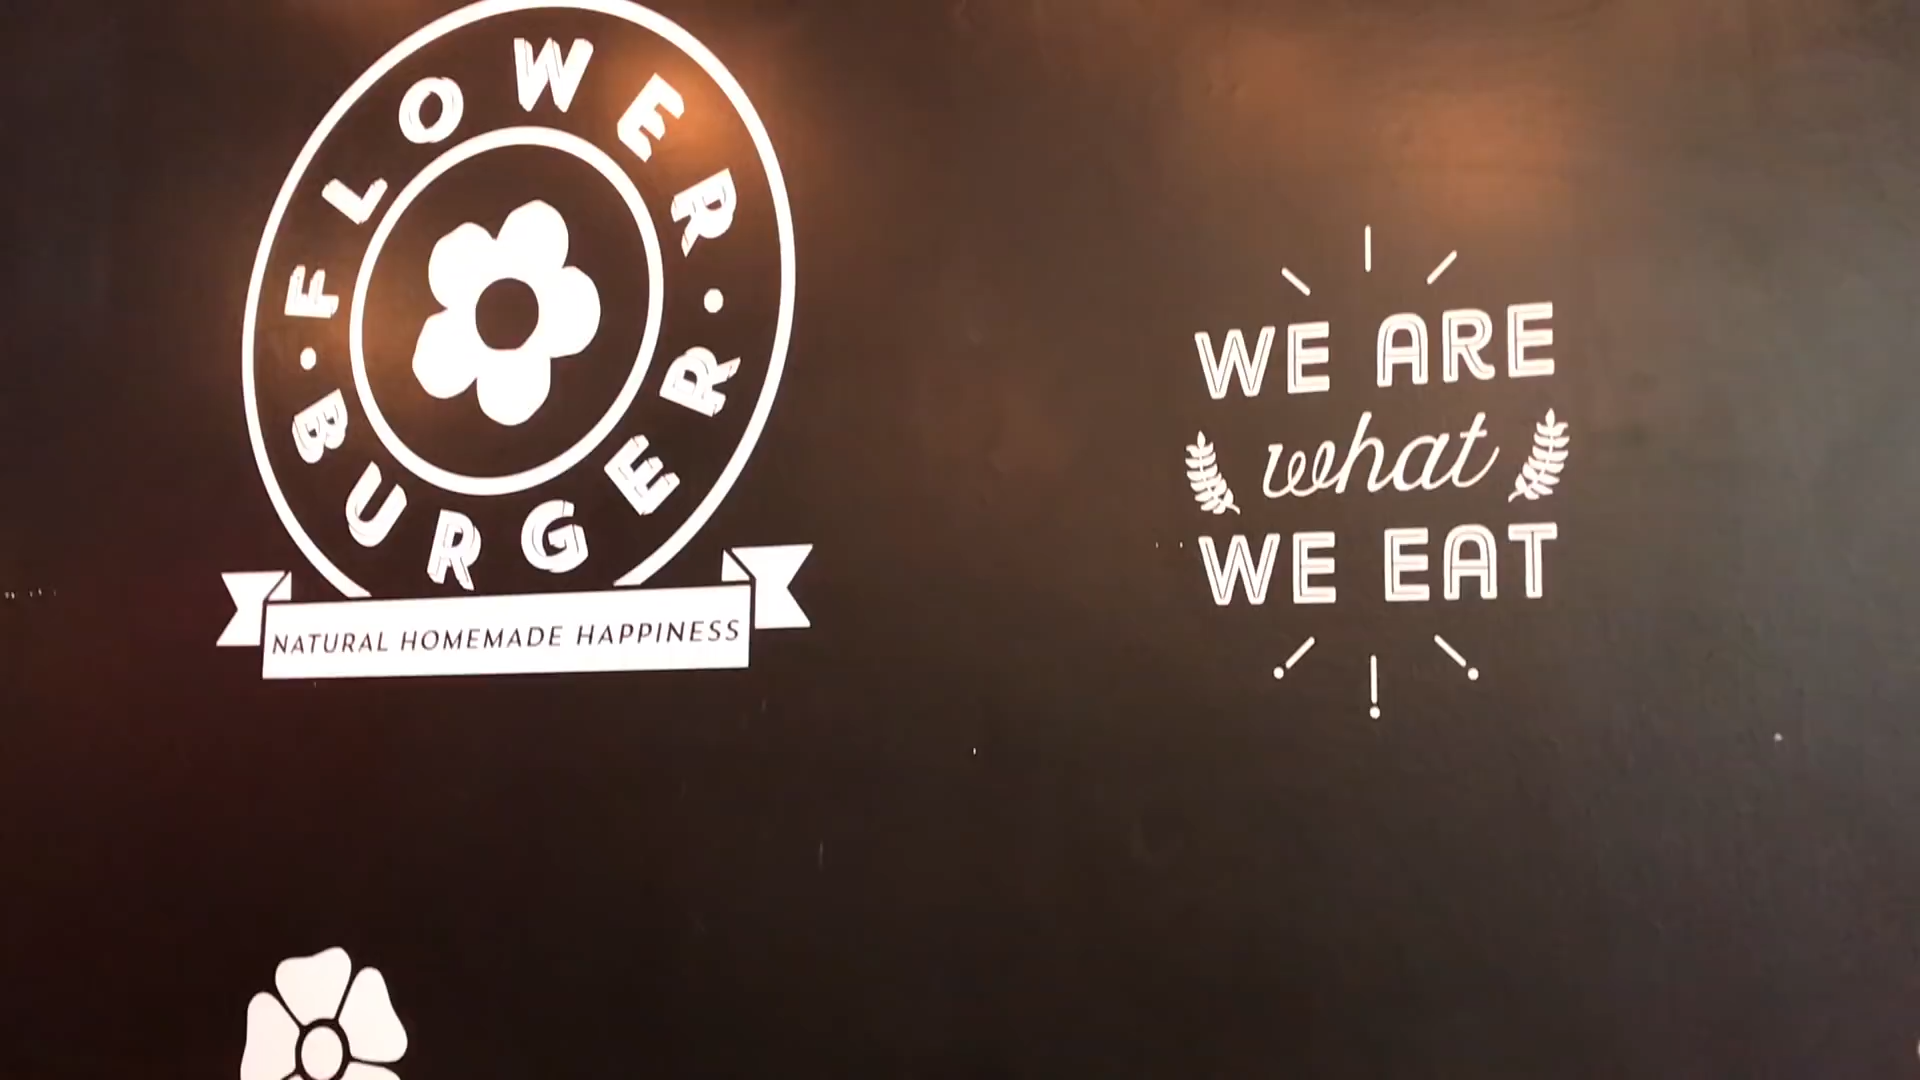 FLOWER
BURGER
NATURAL HOMEMADE HAPPINESS
WE ARE
what
WE EAT